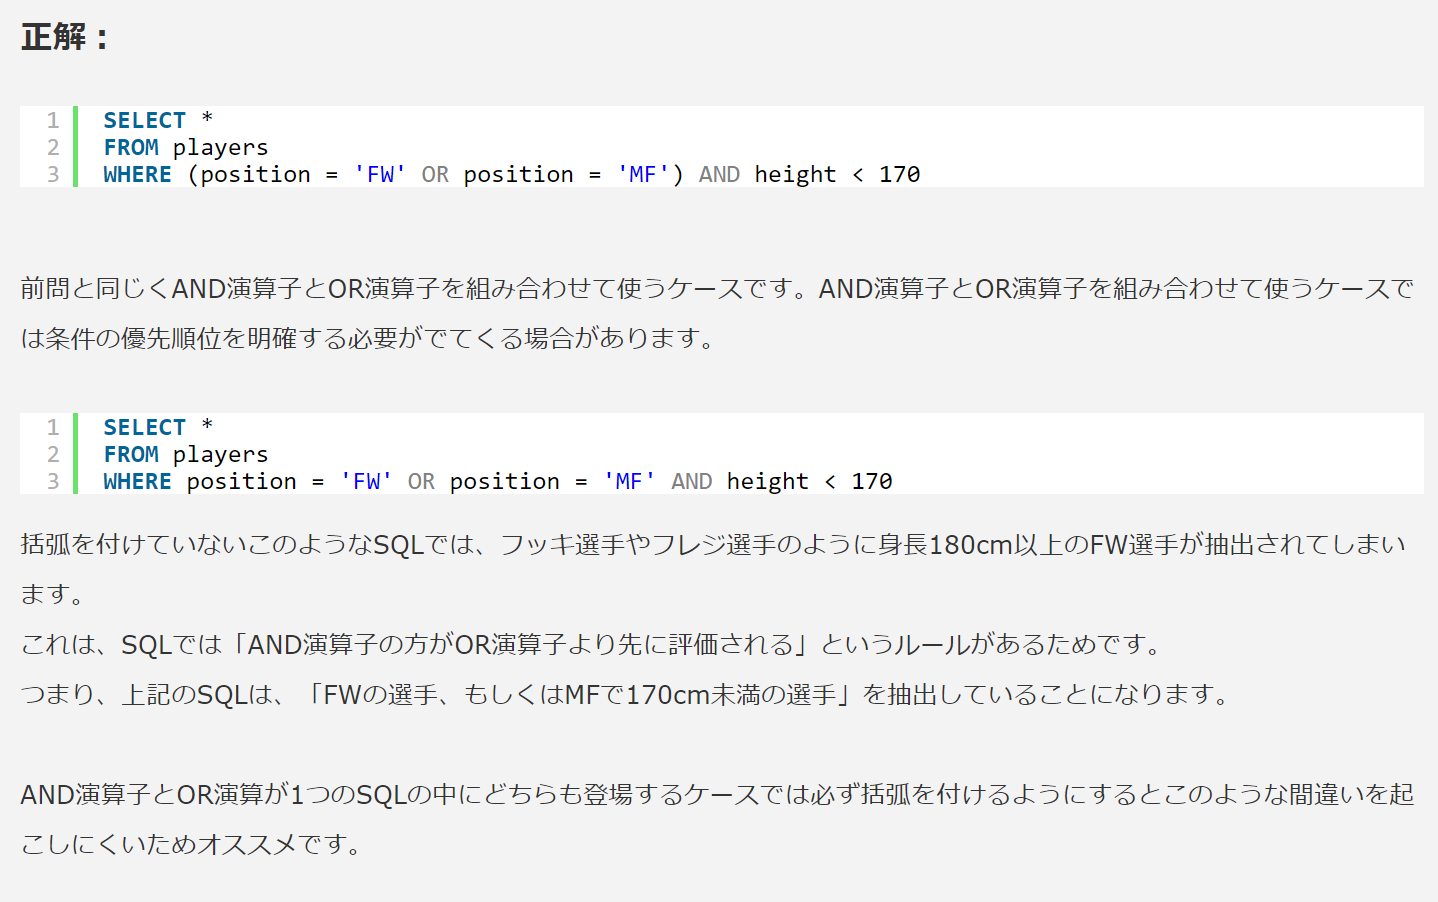 正解：
1 SELECT *
2 FROM players
3 WHERE (position = 'FW' OR position = 'MF') AND height < 170
前問と同じくAND演算子とOR演算子を組み合わせて使うケースです。AND演算子とOR演算子を組み合わせて使うケースで
は条件の優先順位を明確する必要がでてくる場合があります。
1 SELECT *
2 FROM players
3 WHERE position = 'FW' OR position = 'MF' AND height < 170
括弧を付けていないこのようなSQLでは、フッキ選手やフレジ選手のように身長180cm以上のFW選手が抽出されてしまい
ます。
これは、SQLでは「AND演算子の方がOR演算子より先に評価される」というルールがあるためです。
つまり、上記のSQLは、「FWの選手、もしくはMFで170cm未満の選手」を抽出していることになります。
AND演算子とOR演算が1つのSQLの中にどちらも登場するケースでは必ず括弧を付けるようにするとこのような間違いを起
こしにくいためオススメです。